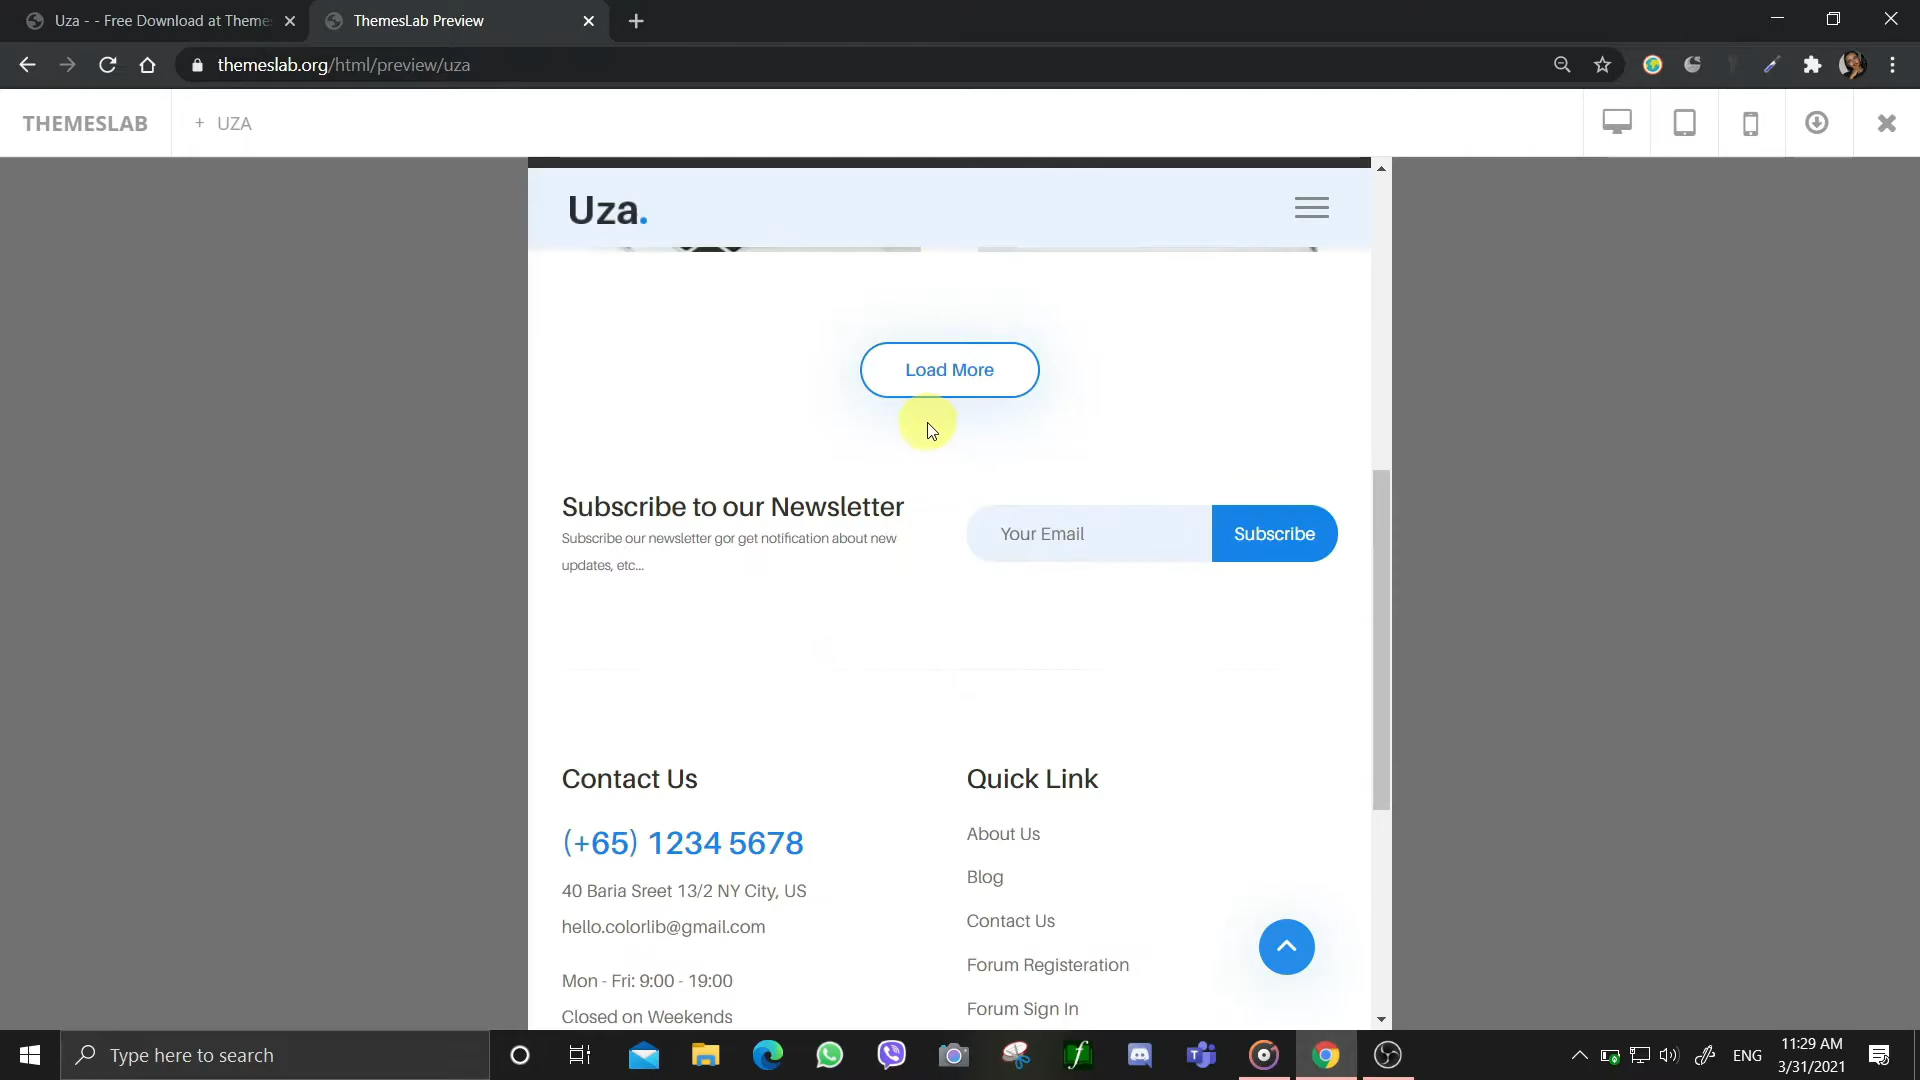 Uza - - Free Download at Theme
ThemesLab Preview
themeslab.org/html/preview/uza
THEMESLAB
+ UZA
Uza.
Load More
Subscribe to our Newsletter
Subscribe our newsletter gor get notification about new
updates, etc...
Your Email
Subscribe
Contact Us
Quick Link
(+65) 1234 5678
About Us
40 Baria Sreet 13/2 NY City, US
Blog
hello.colorlib@gmail.com
Contact Us
Mon - Fri: 9:00 - 19:00
Forum Registeration
Closed on Weekends
Forum Sign In
Type here to search
ENG
11:29 AM
3/31/2021